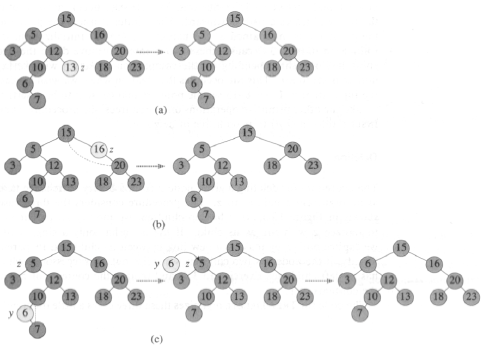 15 15
5 16 5 16
3 12 20 3 12 20
10 13 z 18 23 10 18 23
6 6
7 7
(a)
15 15
5 16 z 5 20
3 12 20 3 12 18 23
10 13 18 23 10 13
6 6
7 7
(b)
15 15 15
z 5 16 y 6 z 5 16 6 16
3 12 20 3 12 20 3 12 20
10 13 18 23 10 13 18 23 10 13 18 23
y 6 7 7
7
(c)